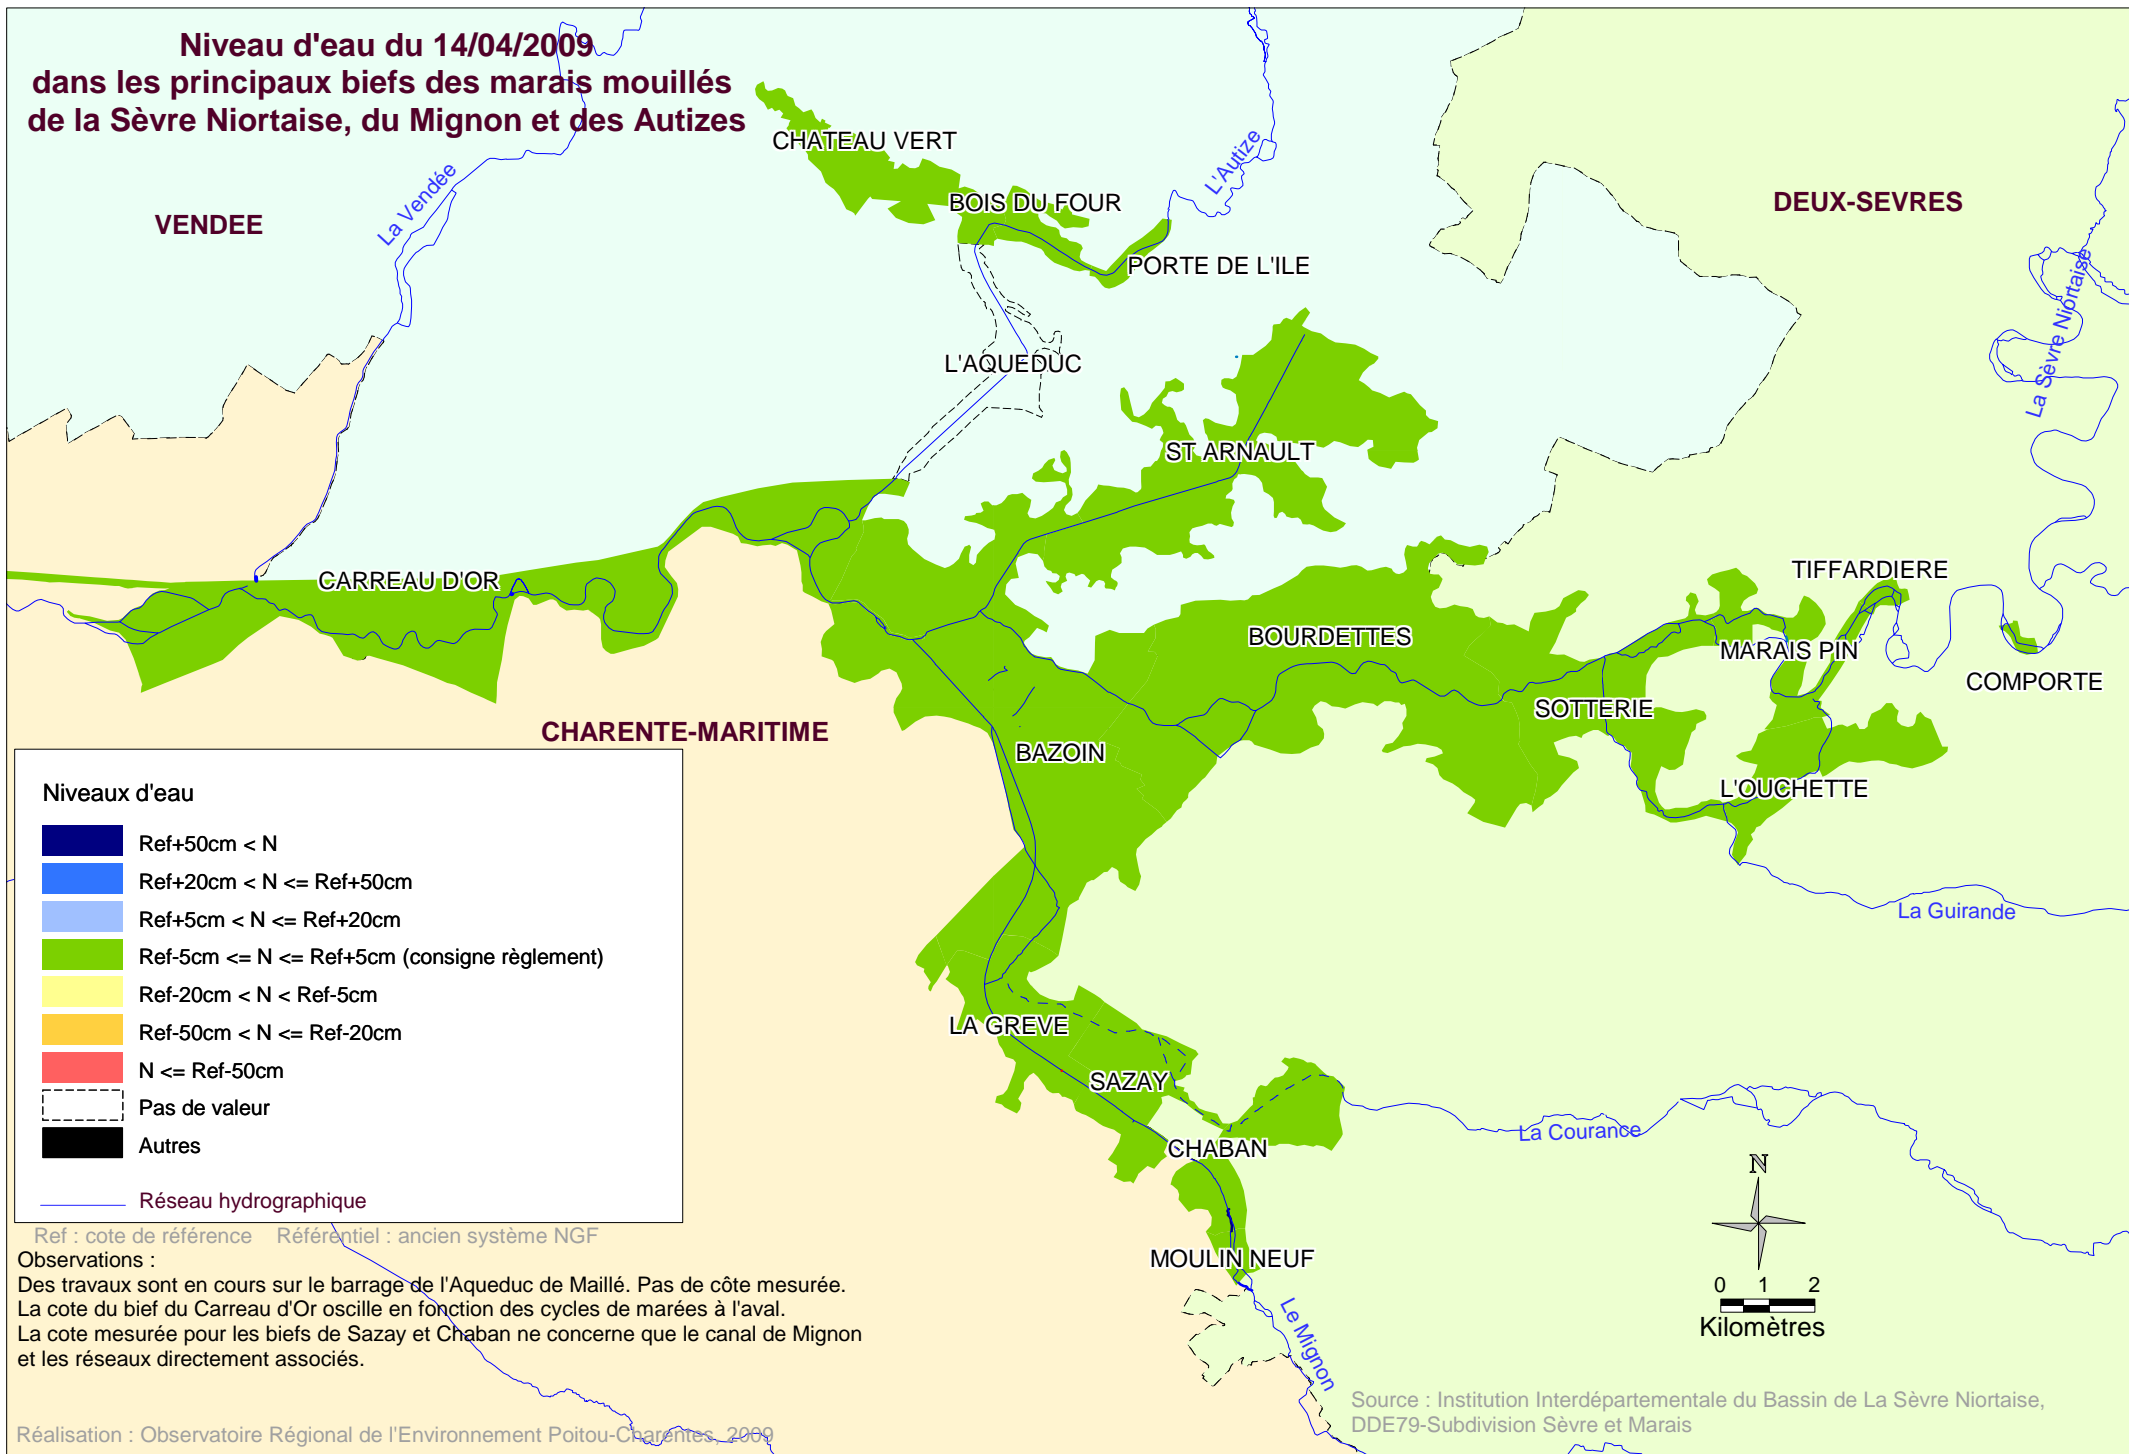 Niveau d'eau du 14/04/2009
dans les principaux biefs des marais mouillés
de la Sèvre Niortaise, du Mignon et des Autizes
CHATEAU VERT
L'Autize
La Vendée
VENDEE
BOIS DU FOUR
DEUX-SEVRES
PORTE DE L'ILE
La Sèvre Niortaise
L'AQUEDUC
ST ARNAULT
CARREAU D'OR
TIFFARDIERE
BOURDETTES
MARAIS PIN
COMPORTE
SOTTERIE
CHARENTE-MARITIME
BAZOIN
L'OUCHETTE
La Guirande
LA GREVE
SAZAY
La Courance
CHABAN
MOULIN NEUF
Le Mignon
Niveaux d'eau
Ref+50cm < N
Ref+20cm < N <= Ref+50cm
Ref+5cm < N <= Ref+20cm
Ref-5cm <= N <= Ref+5cm (consigne règlement)
Ref-20cm < N < Ref-5cm
Ref-50cm < N <= Ref-20cm
N <= Ref-50cm
Pas de valeur
Autres
Réseau hydrographique
Ref : cote de référence Référentiel : ancien système NGF
Observations :
Des travaux sont en cours sur le barrage de l'Aqueduc de Maillé. Pas de côte mesurée.
La cote du bief du Carreau d'Or oscille en fonction des cycles de marées à l'aval.
La cote mesurée pour les biefs de Sazay et Chaban ne concerne que le canal de Mignon
et les réseaux directement associés.
N
0 1 2
Kilomètres
Source : Institution Interdépartementale du Bassin de La Sèvre Niortaise,
DDE79-Subdivision Sèvre et Marais
Réalisation : Observatoire Régional de l'Environnement Poitou-Charentes, 2009